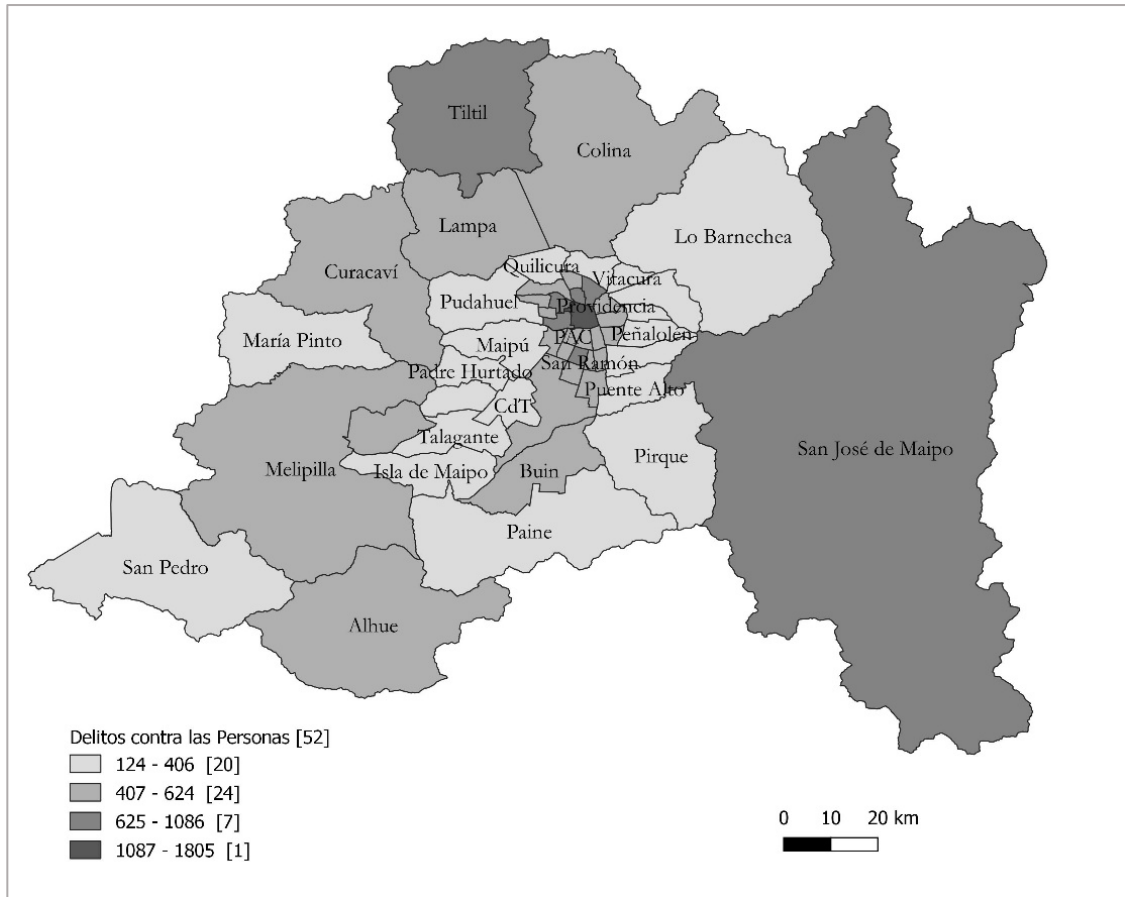 Tiltil
Colina
Lampa
Lo Barnechea
Quilicura
Vitacura
Curacaví
Pudahuel
Providencia
María Pinto
Maipú
PAC
Peñalolén
Padre Hurtado
San Ramón
Puente Alto
CdT
Talagante
San José de Maipo
Melipilla
Isla de Maipo
Buin
Pirque
Paine
San Pedro
Alhue
Delitos contra las Personas [52]
124 - 406 [20]
407 - 624 [24]
625 - 1086 [7]
1087 - 1805 [1]
0 10 20 km